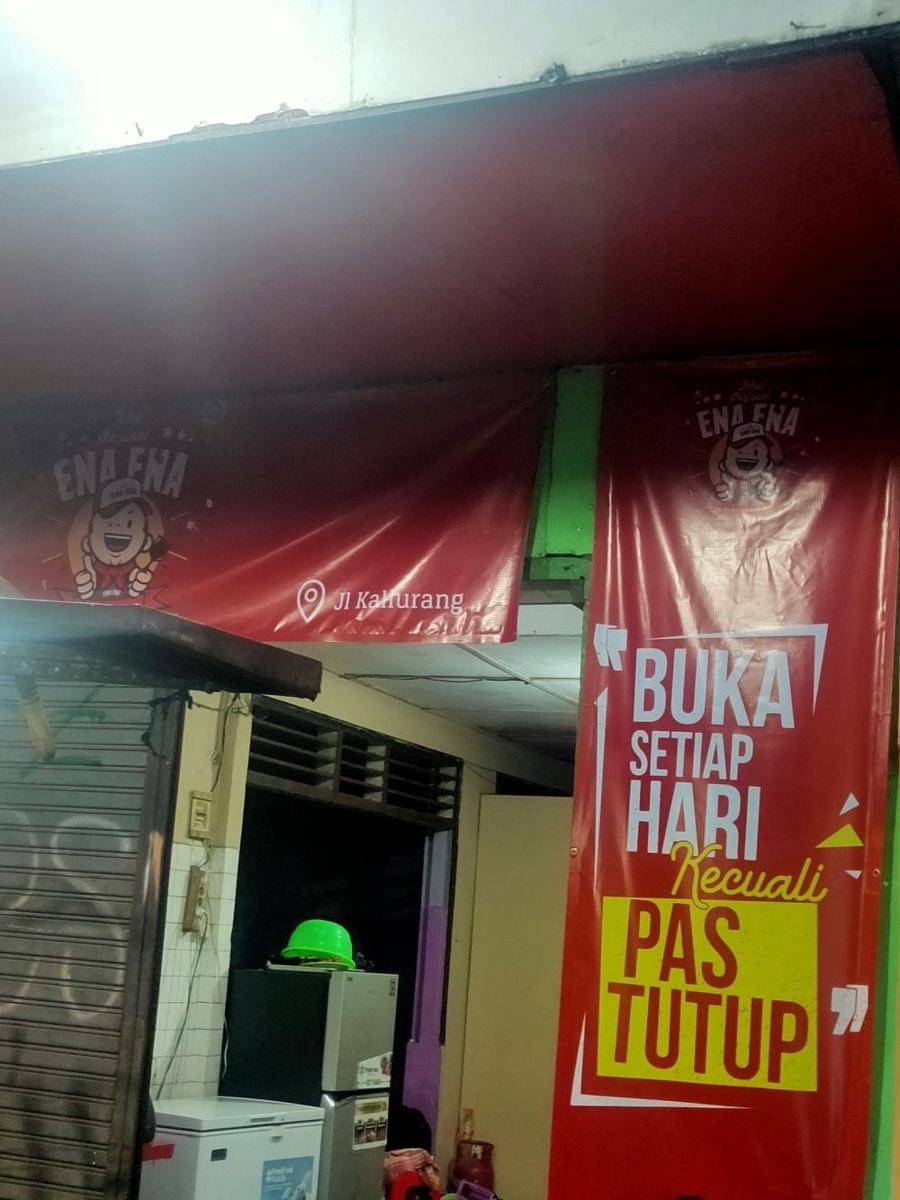 ENA ENA
Jl Kaliurang
ENA ENA
BUKA
SETIAP
HARI
Kecuali
PAS
TUTUP